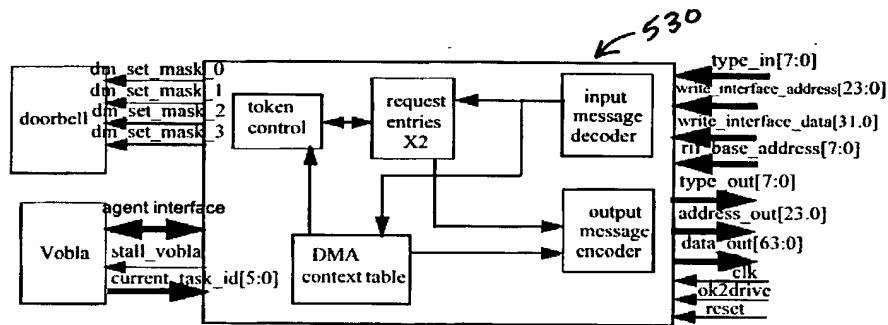 530
dm_set_mask_0
dm_set_mask_1
dm_set_mask_2
dm_set_mask_3
doorbell
token
control
request
entries
X2
input
message
decoder
type_in[7:0]
write_interface_address[23:0]
write_interface_data[31.0]
rif_base_address[7:0]
type_out[7:0]
address_out[23.0]
data_out[63:0]
clk
ok2drive
reset
Vobla
agent interface
stall_vobla
current_task_id[5:0]
DMA
context table
output
message
encoder